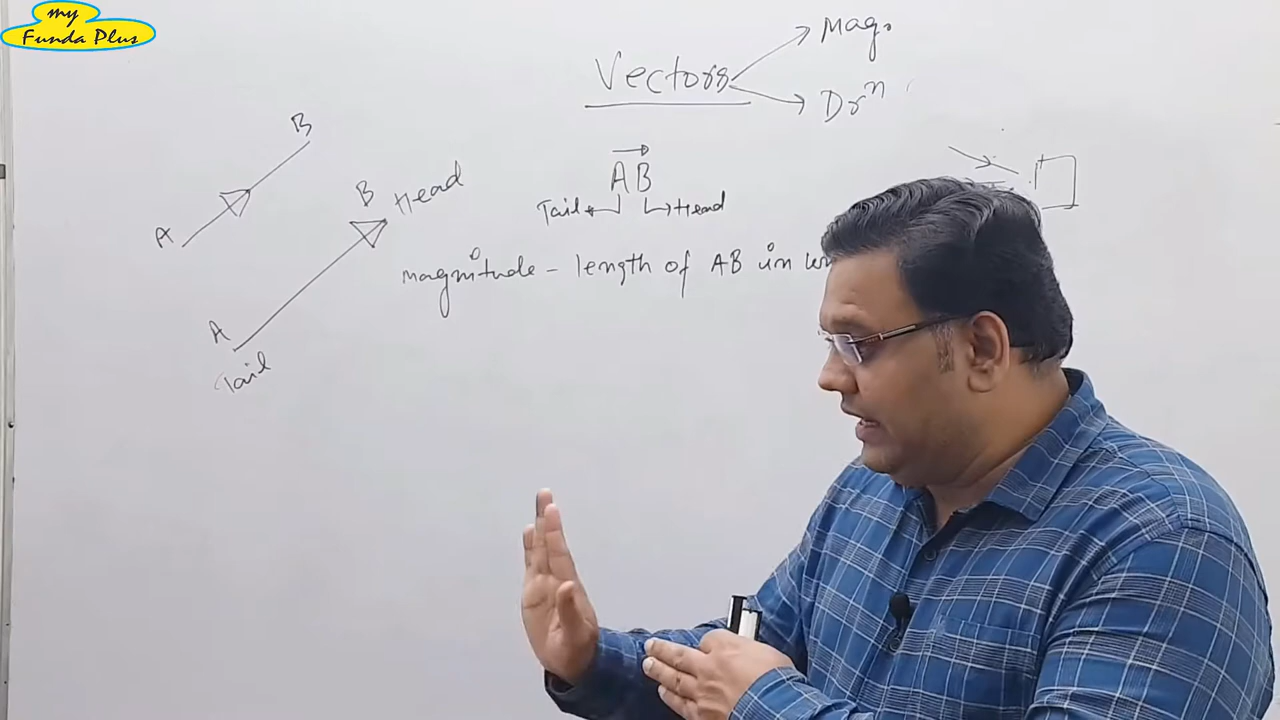 my
Funda Plus
Vectors
Mag.
Drⁿ
B
A
B Head
A
Tail
AB
Tail Head
magnitude - length of AB in